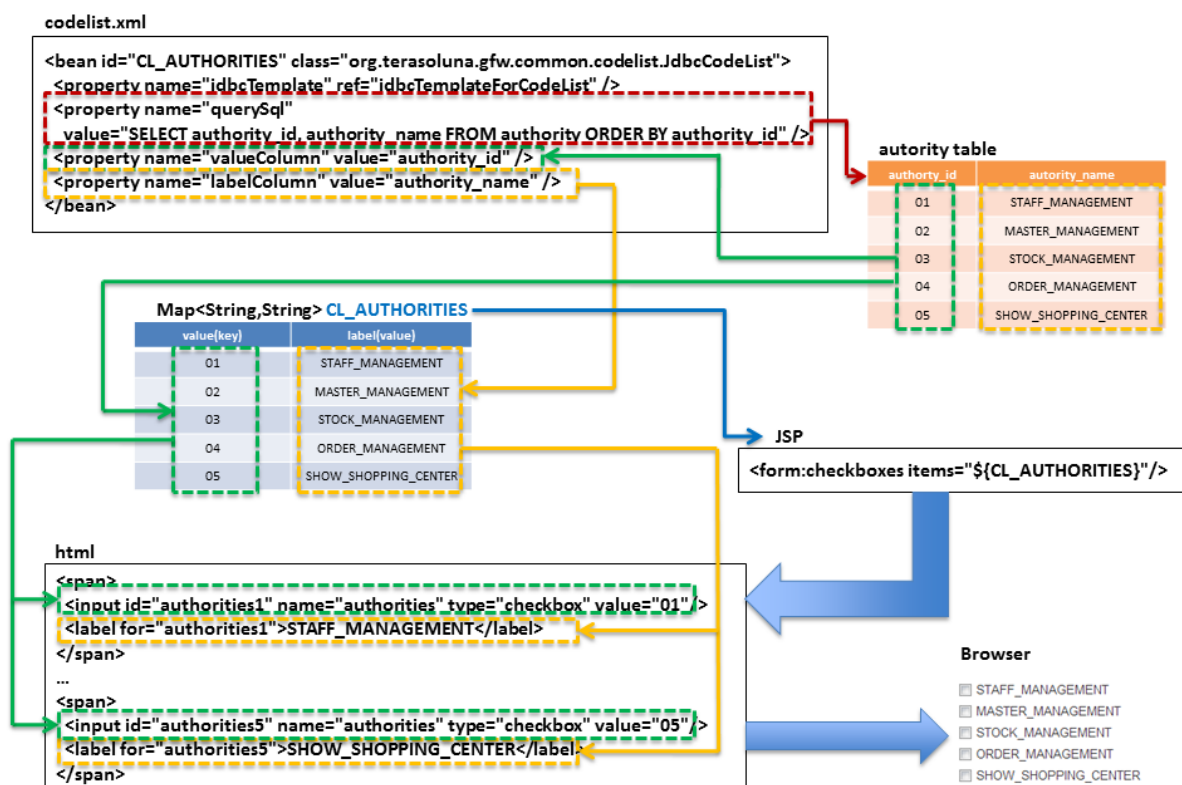 codelist.xml
<bean id="CL_AUTHORITIES" class="org.terasoluna.gfw.common.codelist.JdbcCodeList">
<property name="jdbcTemplate" ref="jdbcTemplateForCodeList" />
<property name="querySql"
value="SELECT authority_id, authority_name FROM authority ORDER BY authority_id" />
<property name="valueColumn" value="authority_id" />
<property name="labelColumn" value="authority_name" />
</bean>
autority table
authorty_id autority_name
01 STAFF_MANAGEMENT
02 MASTER_MANAGEMENT
03 STOCK_MANAGEMENT
04 ORDER_MANAGEMENT
05 SHOW_SHOPPING_CENTER
Map<String,String> CL_AUTHORITIES
value(key) label(value)
01 STAFF_MANAGEMENT
02 MASTER_MANAGEMENT
03 STOCK_MANAGEMENT
04 ORDER_MANAGEMENT
05 SHOW_SHOPPING_CENTER
JSP
<form:checkboxes items="${CL_AUTHORITIES}"/>
html
<span>
<input id="authorities1" name="authorities" type="checkbox" value="01"/>
<label for="authorities1">STAFF_MANAGEMENT</label>
</span>
...
<span>
<input id="authorities5" name="authorities" type="checkbox" value="05"/>
<label for="authorities5">SHOW_SHOPPING_CENTER</label>
</span>
Browser
STAFF_MANAGEMENT
MASTER_MANAGEMENT
STOCK_MANAGEMENT
ORDER_MANAGEMENT
SHOW_SHOPPING_CENTER